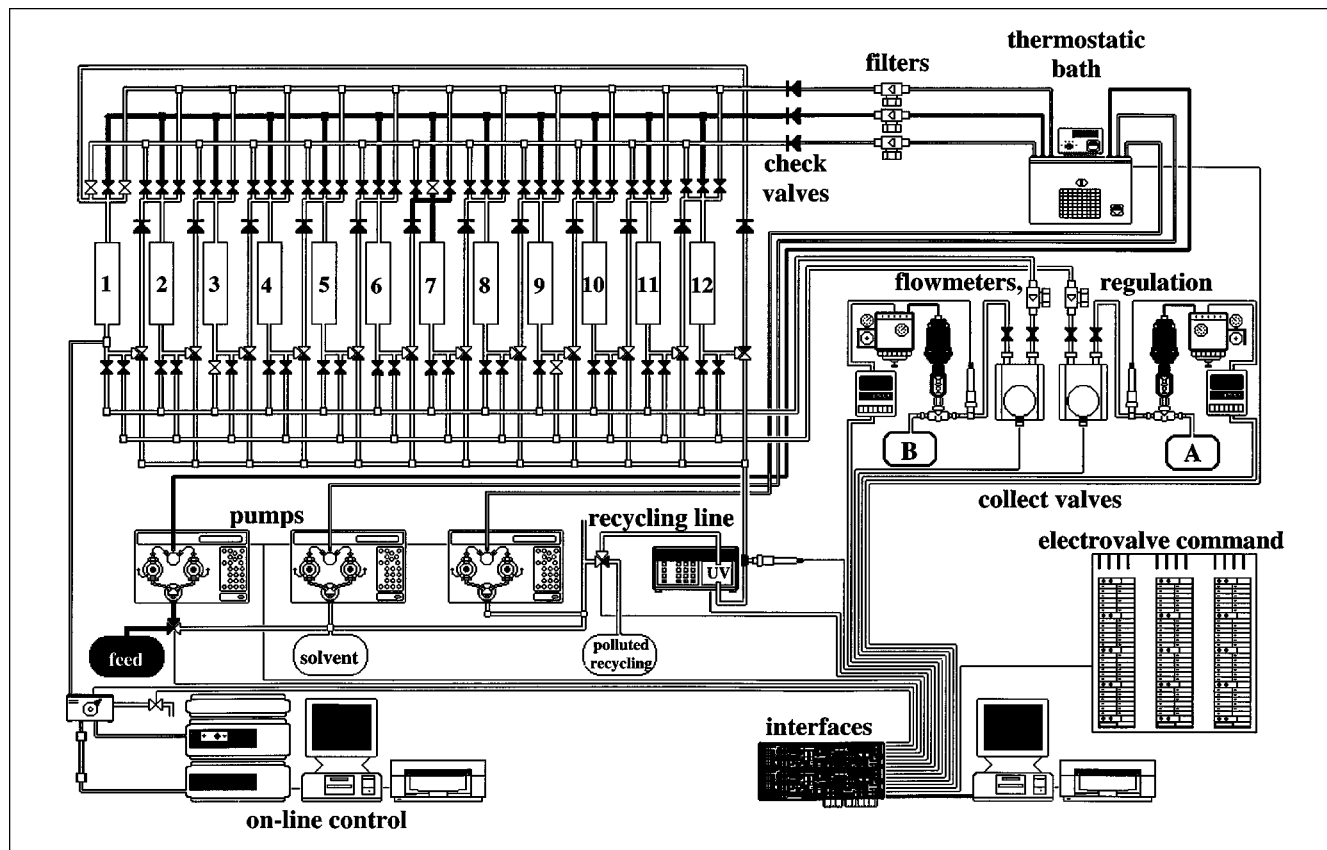 thermostatic
bath
filters
check
valves
1 2 3 4 5 6 7 8 9 10 11 12
flowmeters, regulation
B
A
collect valves
pumps
recycling line
electrovalve command
UV
feed
solvent
polluted
recycling
interfaces
on-line control